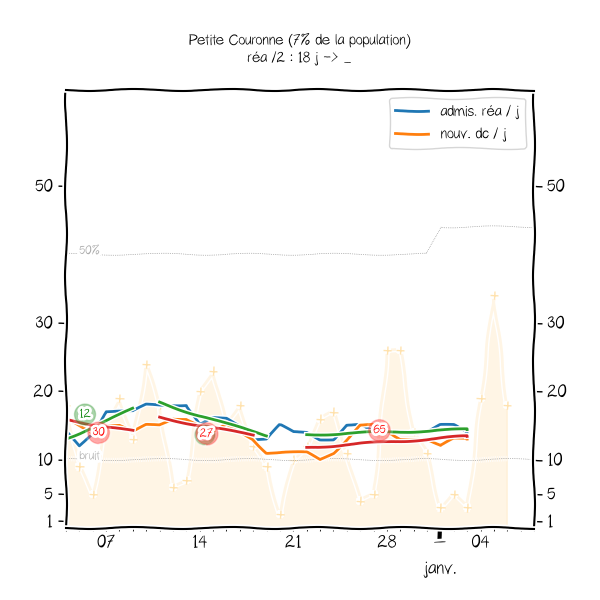 Petite Couronne (7% de la population)
réa /2 : 18 j -> _
admis. réa / j
nouv. dc / j
50 50
50%
30 30
20 20
12
30
27
65
10 10
bruit
5 5
1 1
07 14 21 28 1 04
janv.